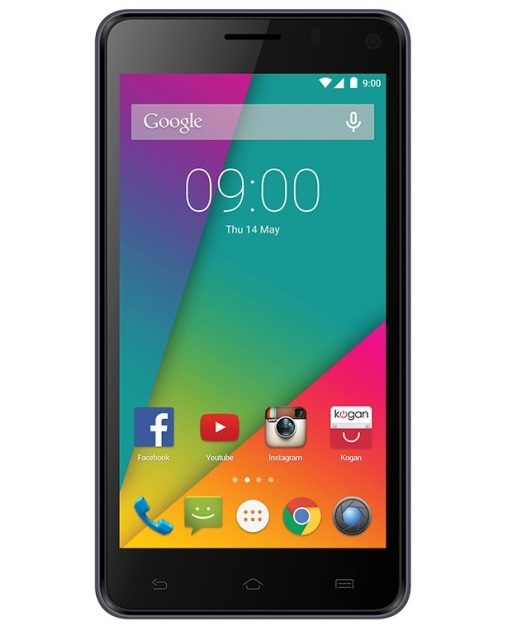 9:00
Google
09:00
Thu 14 May
kogan
Facebook
Youtube
Instagram
Kogan